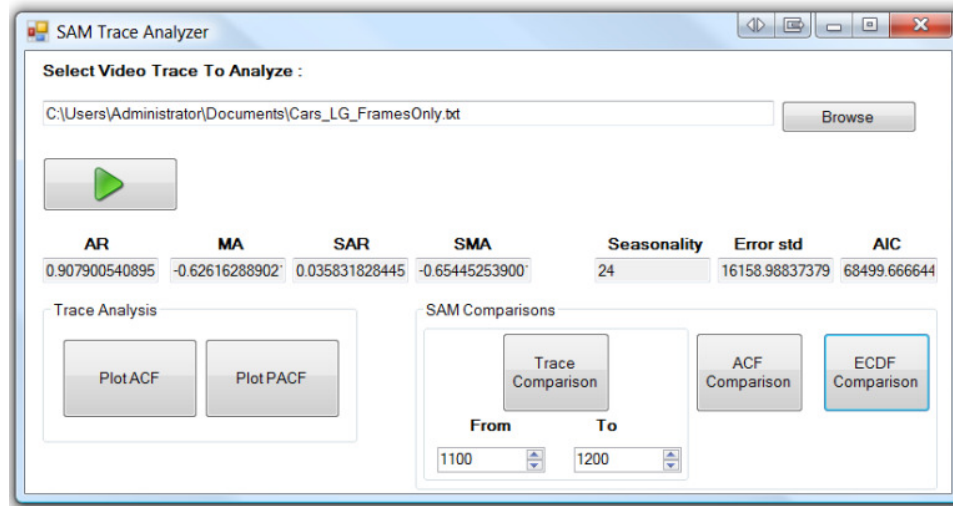 SAM Trace Analyzer
Select Video Trace To Analyze :
C:\Users\Administrator\Documents\Cars_LG_FramesOnly.txt
Browse
AR MA SAR SMA Seasonality Error std AIC
0.907900540895 -0.62616288902 0.035831828445 -0.65445253900 24 16158.98837379 68499.666644
Trace Analysis
SAM Comparisons
Plot ACF
Plot PACF
Trace
Comparison
ACF
Comparison
ECDF
Comparison
From To
1100 1200